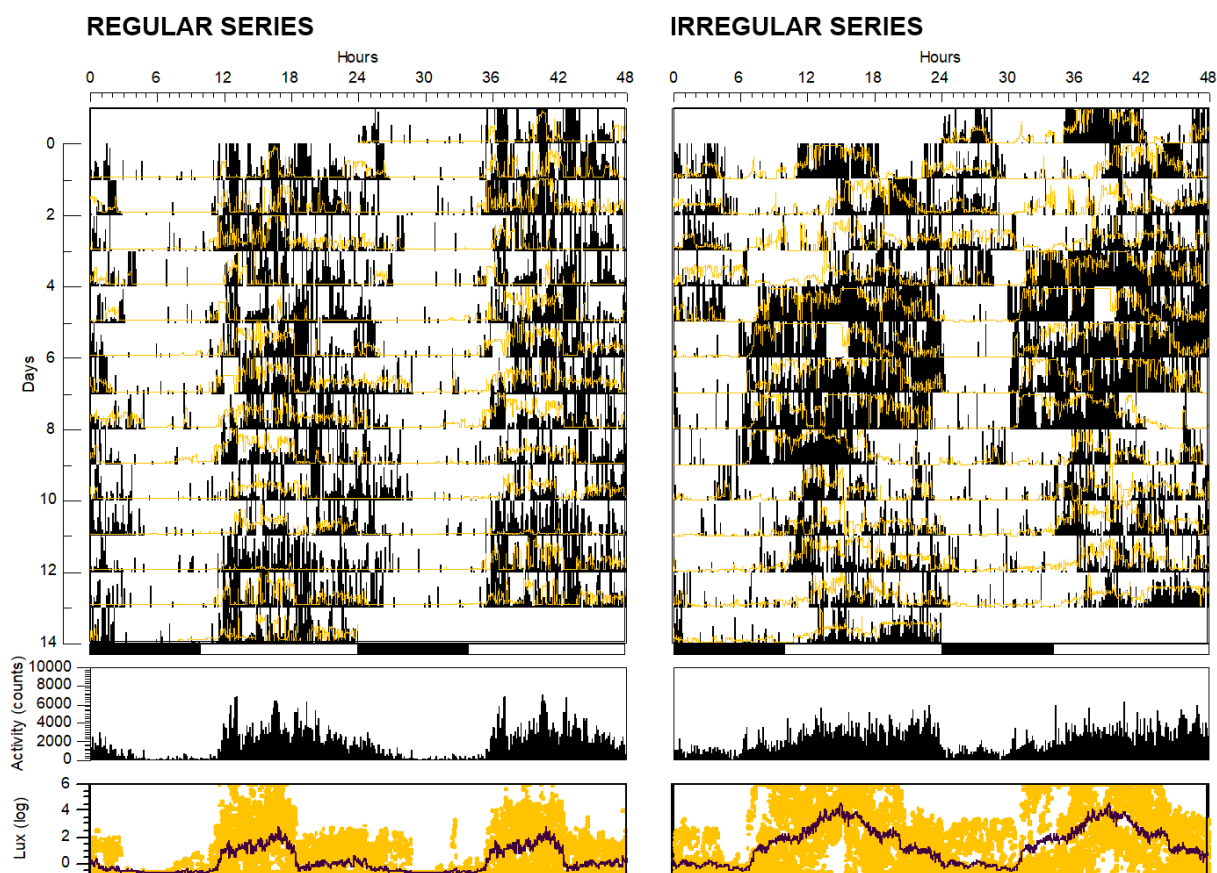 REGULAR SERIES
IRREGULAR SERIES
Hours
Hours
0 6 12 18 24 30 36 42 48
0 6 12 18 24 30 36 42 48
Days
0
2
4
6
8
10
12
14
Activity (counts)
10000
8000
6000
4000
2000
0
Lux (log)
6
4
2
0